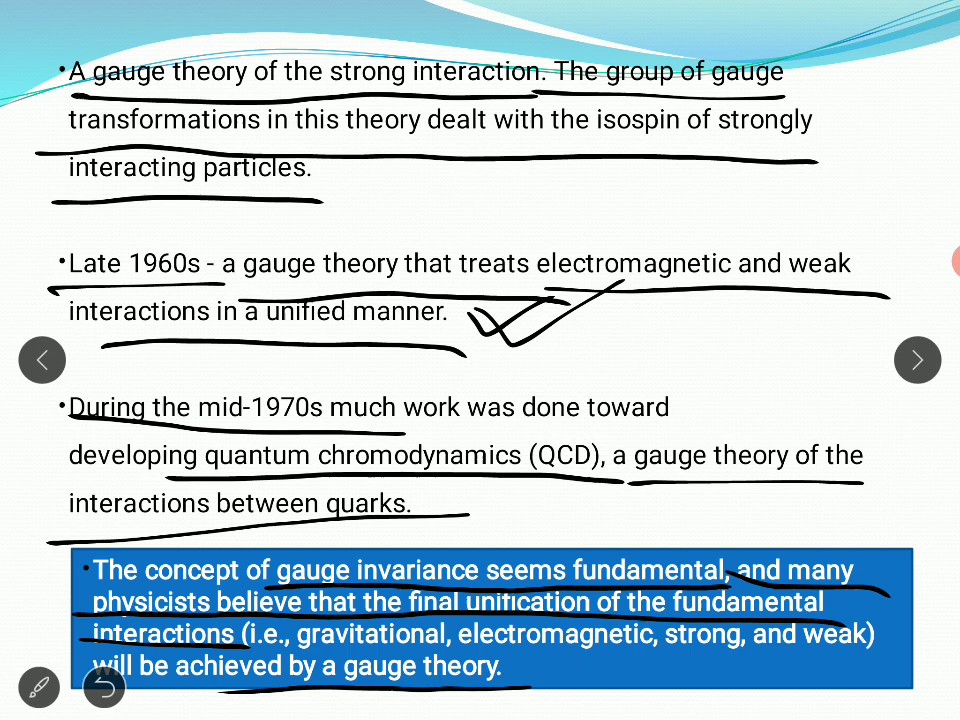 •A gauge theory of the strong interaction. The group of gauge
transformations in this theory dealt with the isospin of strongly
interacting particles.
•Late 1960s - a gauge theory that treats electromagnetic and weak
interactions in a unified manner.
•During the mid-1970s much work was done toward
developing quantum chromodynamics (QCD), a gauge theory of the
interactions between quarks.
•The concept of gauge invariance seems fundamental, and many
physicists believe that the final unification of the fundamental
interactions (i.e., gravitational, electromagnetic, strong, and weak)
will be achieved by a gauge theory.